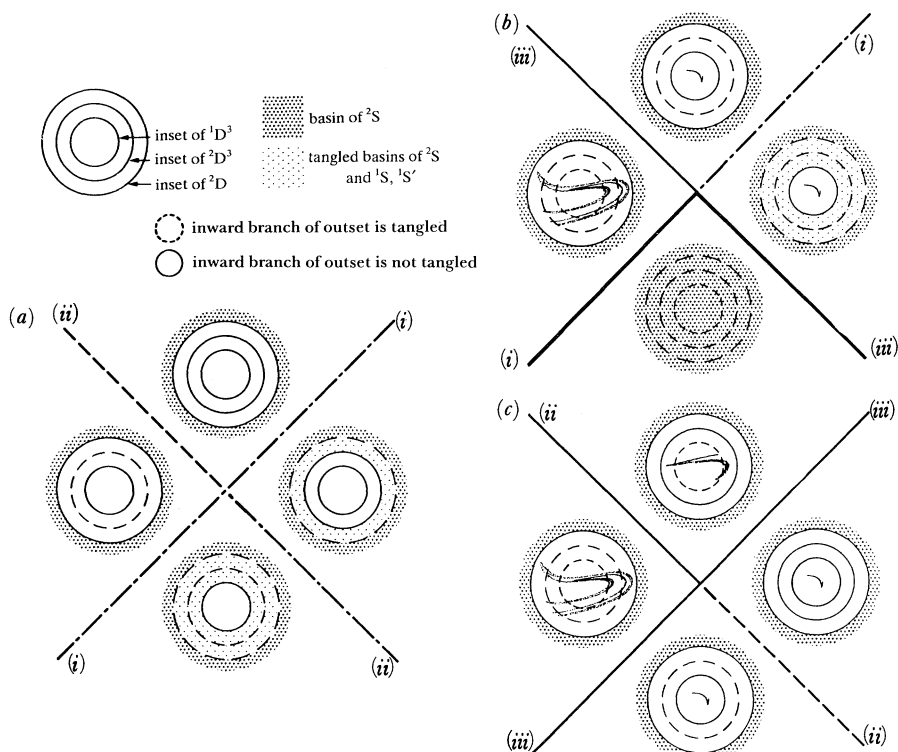 inset of ¹D³
inset of ²D³
inset of ²D
basin of ²S
tangled basins of ²S
and ¹S, ¹S′
inward branch of outset is tangled
inward branch of outset is not tangled
(a)
(ii)
(i)
(i)
(ii)
(b)
(iii)
(i)
(i)
(iii)
(c)
(ii)
(iii)
(iii)
(ii)